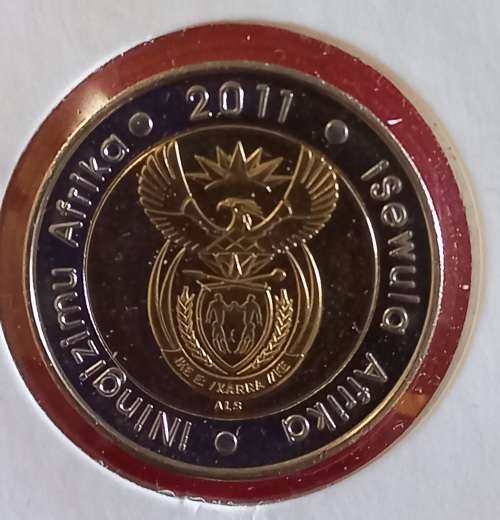 2011
iSewula Afrika
iNingizimu Afrika
!KE E: /XARRA //KE
ALS